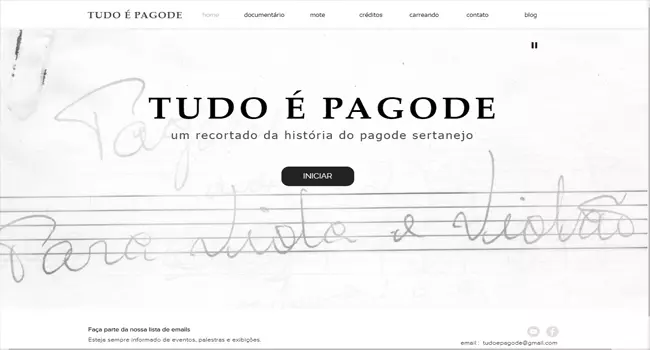 TUDO É PAGODE home documentário mote créditos carreando contato blog
Pagode
TUDO É PAGODE
um recortado da história do pagode sertanejo
INICIAR
Para Viola e Violão
Faça parte da nossa lista de emails
Esteja sempre informado de eventos, palestras e exibições.
email : tudoepagode@gmail.com